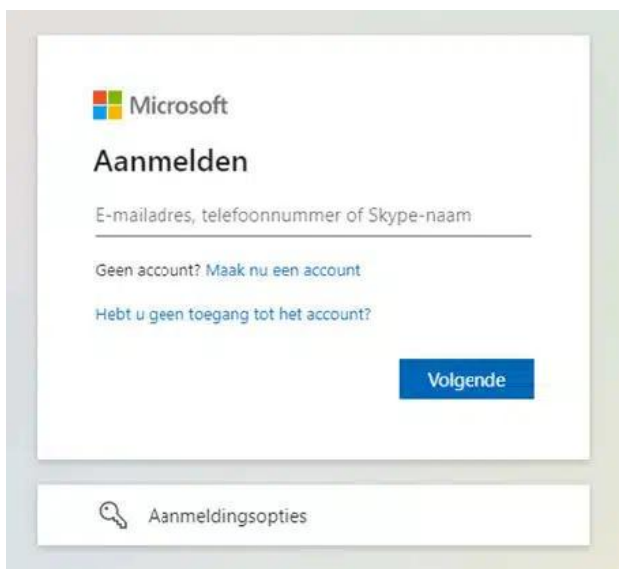 Microsoft
Aanmelden
E-mailadres, telefoonnummer of Skype-naam
Geen account? Maak nu een account
Hebt u geen toegang tot het account?
Volgende
Aanmeldingsopties